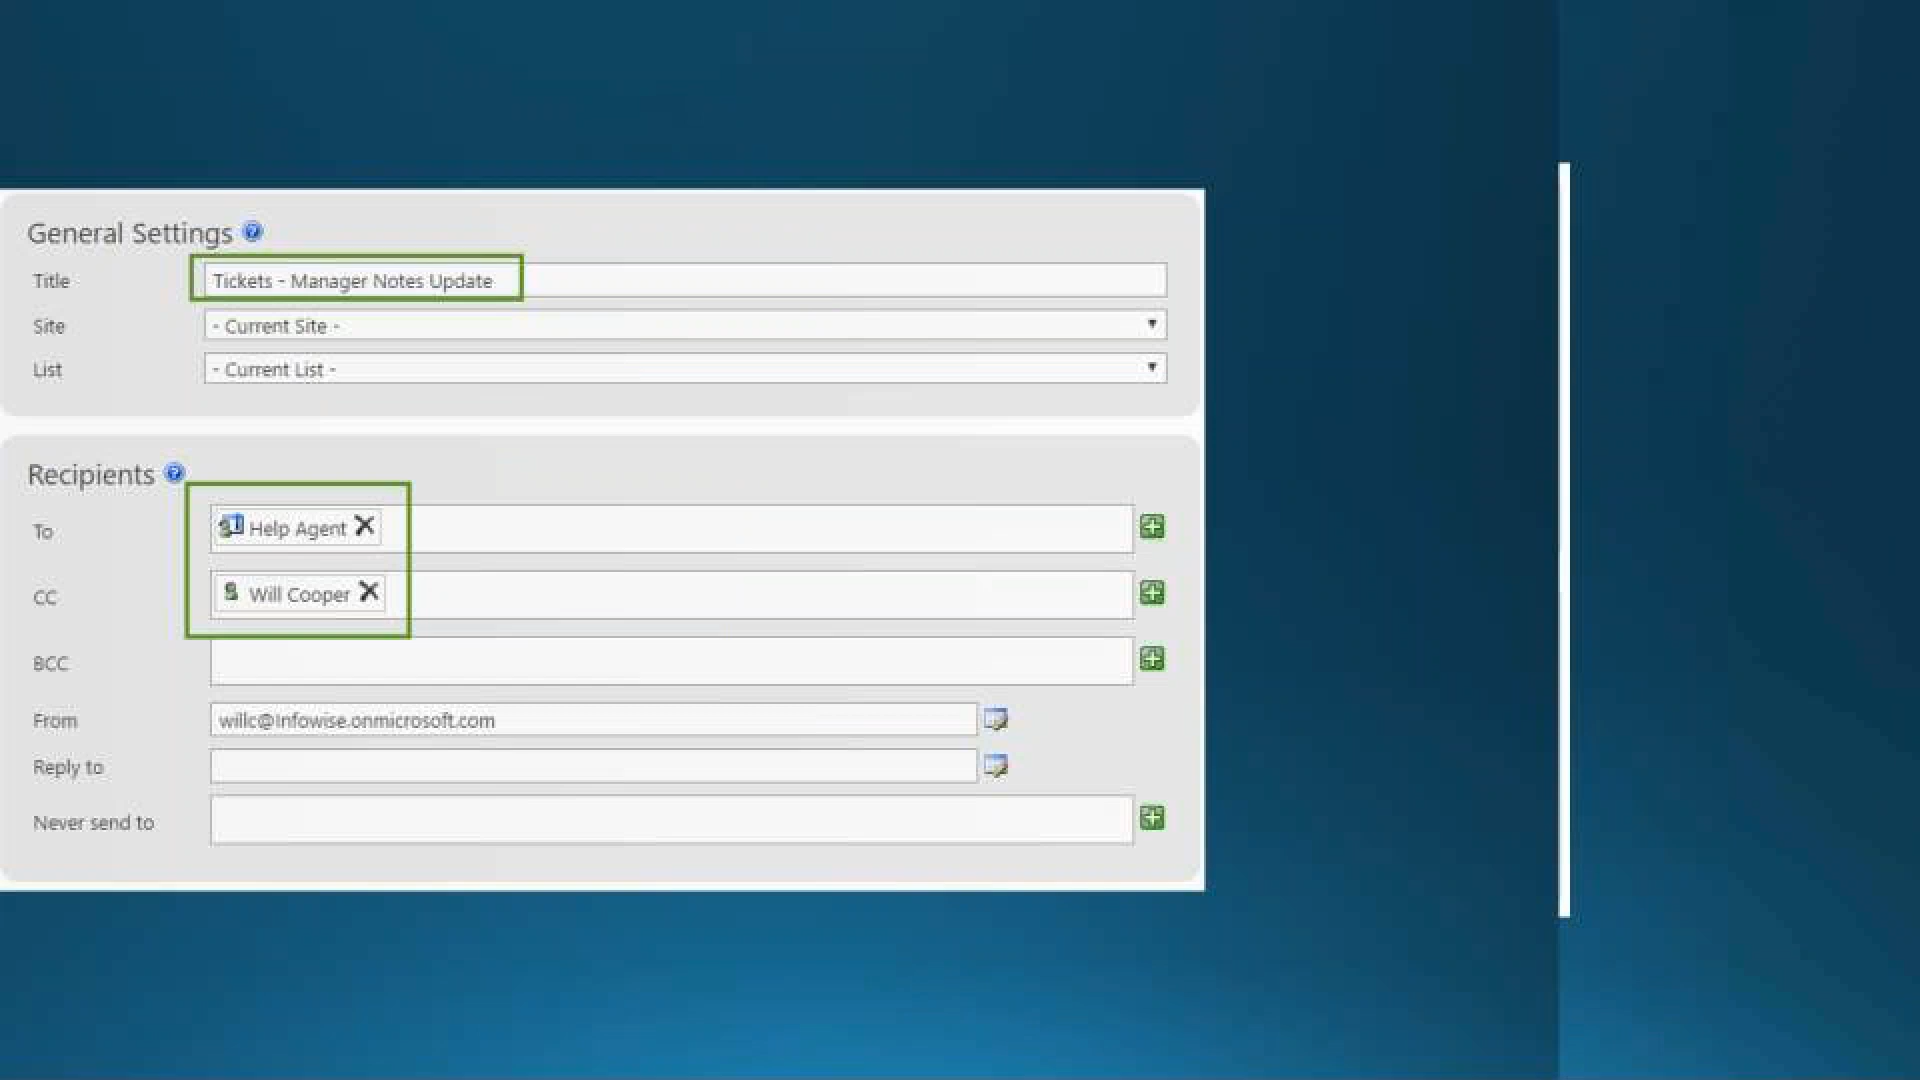 General Settings
Title
Tickets - Manager Notes Update
Site
- Current Site -
List
- Current List -
Recipients
To
Help Agent
CC
Will Cooper
BCC
From
willc@Infowise.onmicrosoft.com
Reply to
Never send to